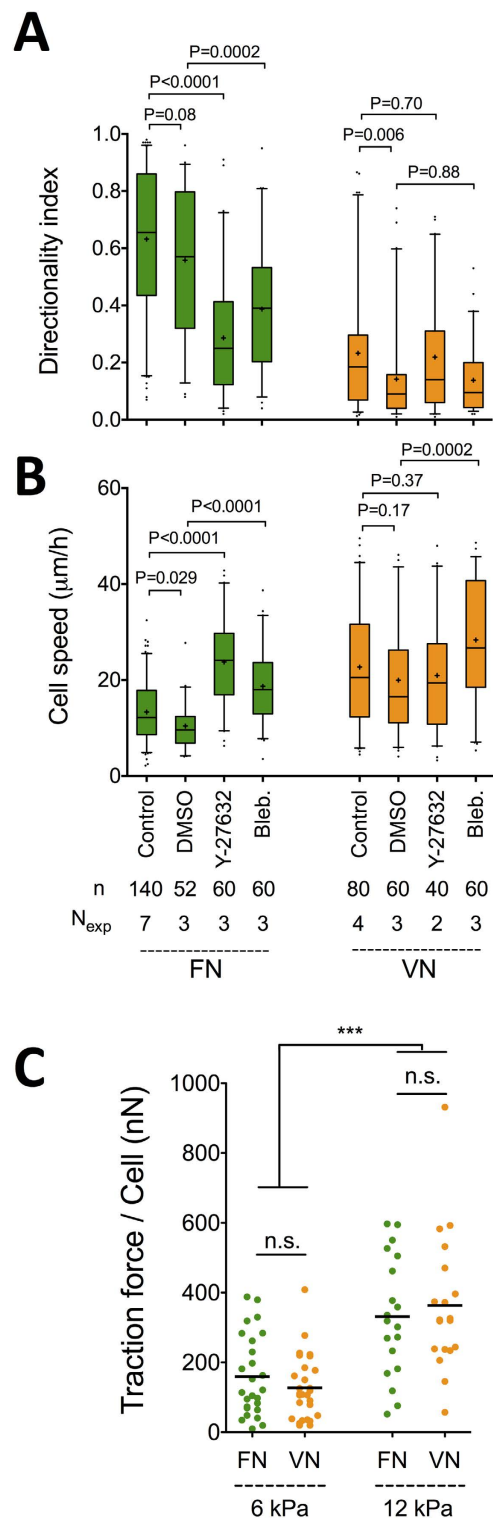 A
P=0.0002
P<0.0001
P=0.08
P=0.70
P=0.006
P=0.88
Directionality index
1.0
0.8
0.6
0.4
0.2
0.0
B
P<0.0001
P<0.0001
P=0.029
P=0.0002
P=0.37
P=0.17
Cell speed (μm/h)
60
40
20
0
Control DMSO Y-27632 Bleb. Control DMSO Y-27632 Bleb.
n 140 52 60 60 80 60 40 60
Nexp 7 3 3 3 4 3 2 3
FN VN
C
***
n.s.
n.s.
Traction force / Cell (nN)
1000
800
600
400
200
0
FN VN FN VN
6 kPa 12 kPa